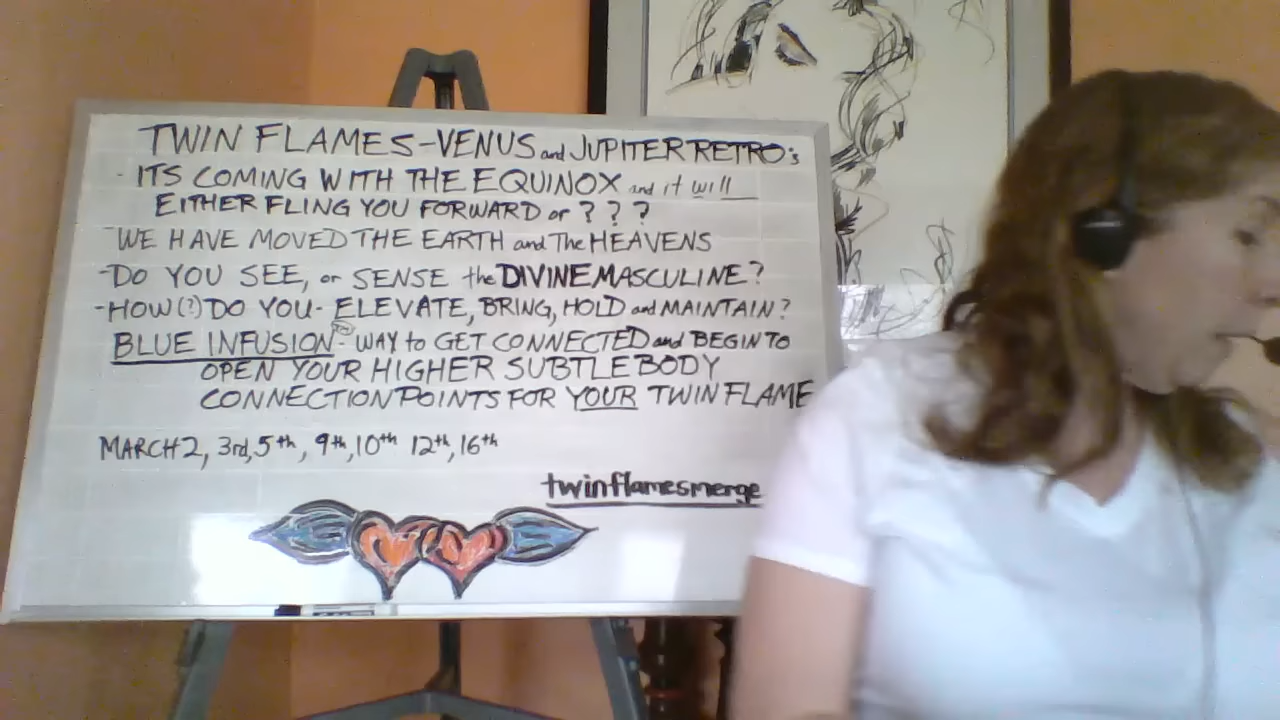 TWIN FLAMES-VENUS and JUPITER RETRO's
- ITS COMING WITH THE EQUINOX and it will
EITHER FLING YOU FORWARD or ? ? ?
-WE HAVE MOVED THE EARTH and The HEAVENS
-DO YOU SEE, or SENSE the DIVINE MASCULINE?
-HOW(?) DO YOU- ELEVATE, BRING, HOLD and MAINTAIN?
BLUE INFUSION- WAY to GET CONNECTED and BEGIN TO
OPEN YOUR HIGHER SUBTLE BODY
CONNECTION POINTS FOR YOUR TWIN FLAME
MARCH 2, 3rd, 5th, 9th, 10th 12th, 16th
twinflamesmerge